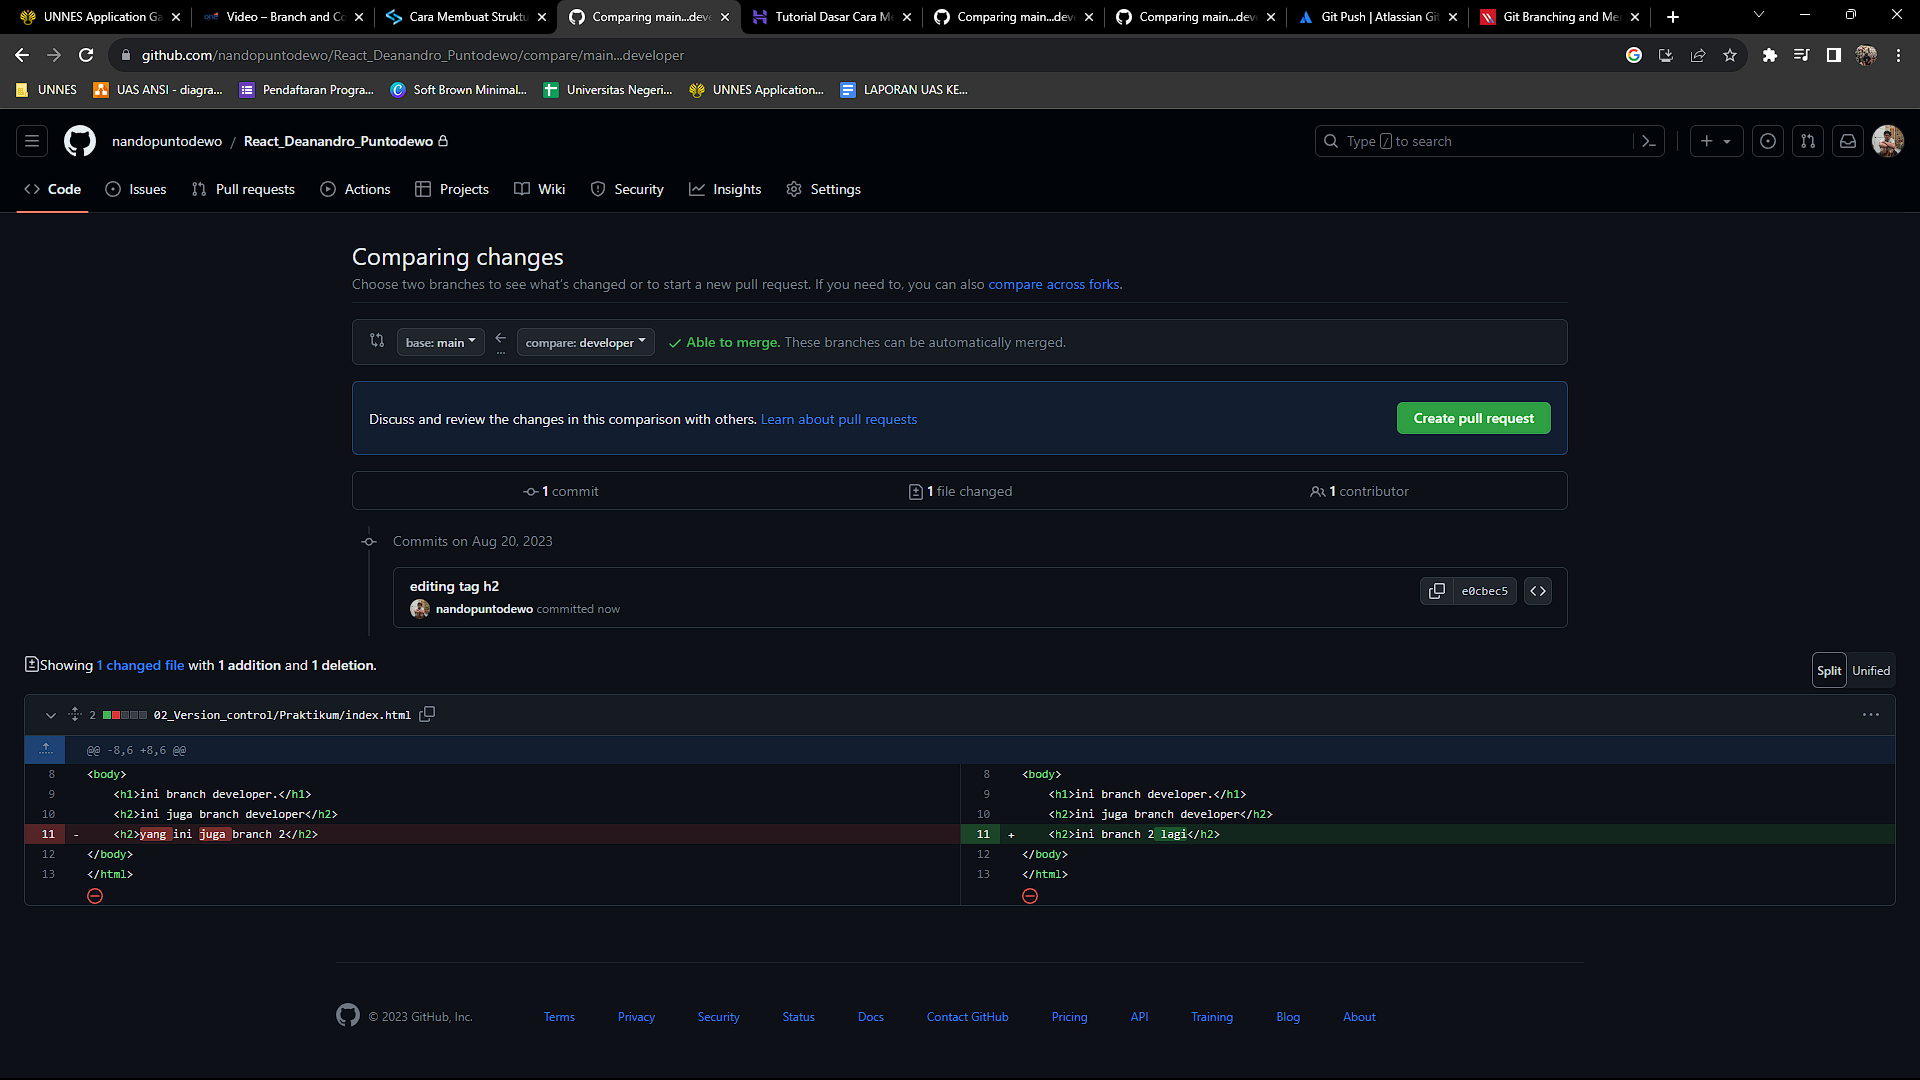 UNNES Application Ga
Video – Branch and Co
Cara Membuat Struktu
Comparing main...deve
Tutorial Dasar Cara Me
Comparing main...deve
Comparing main...deve
Git Push | Atlassian Git
Git Branching and Mer
github.com/nandopuntodewo/React_Deanandro_Puntodewo/compare/main...developer
UNNES
UAS ANSI - diagra...
Pendaftaran Progra...
Soft Brown Minimal...
Universitas Negeri...
UNNES Application...
LAPORAN UAS KE...
nandopuntodewo / React_Deanandro_Puntodewo
Type / to search
Code
Issues
Pull requests
Actions
Projects
Wiki
Security
Insights
Settings
Comparing changes
Choose two branches to see what's changed or to start a new pull request. If you need to, you can also compare across forks.
base: main
compare: developer
Able to merge. These branches can be automatically merged.
Discuss and review the changes in this comparison with others. Learn about pull requests
Create pull request
1 commit
1 file changed
1 contributor
Commits on Aug 20, 2023
editing tag h2
e0cbec5
nandopuntodewo committed now
Showing 1 changed file with 1 addition and 1 deletion.
Split
Unified
2 02_Version_control/Praktikum/index.html
@@ -8,6 +8,6 @@
8 <body>
9 <h1>ini branch developer.</h1>
10 <h2>ini juga branch developer</h2>
11 - <h2>yang ini juga branch 2</h2>
12 </body>
13 </html>
8 <body>
9 <h1>ini branch developer.</h1>
10 <h2>ini juga branch developer</h2>
11 + <h2>ini branch 2 lagi</h2>
12 </body>
13 </html>
© 2023 GitHub, Inc.
Terms
Privacy
Security
Status
Docs
Contact GitHub
Pricing
API
Training
Blog
About